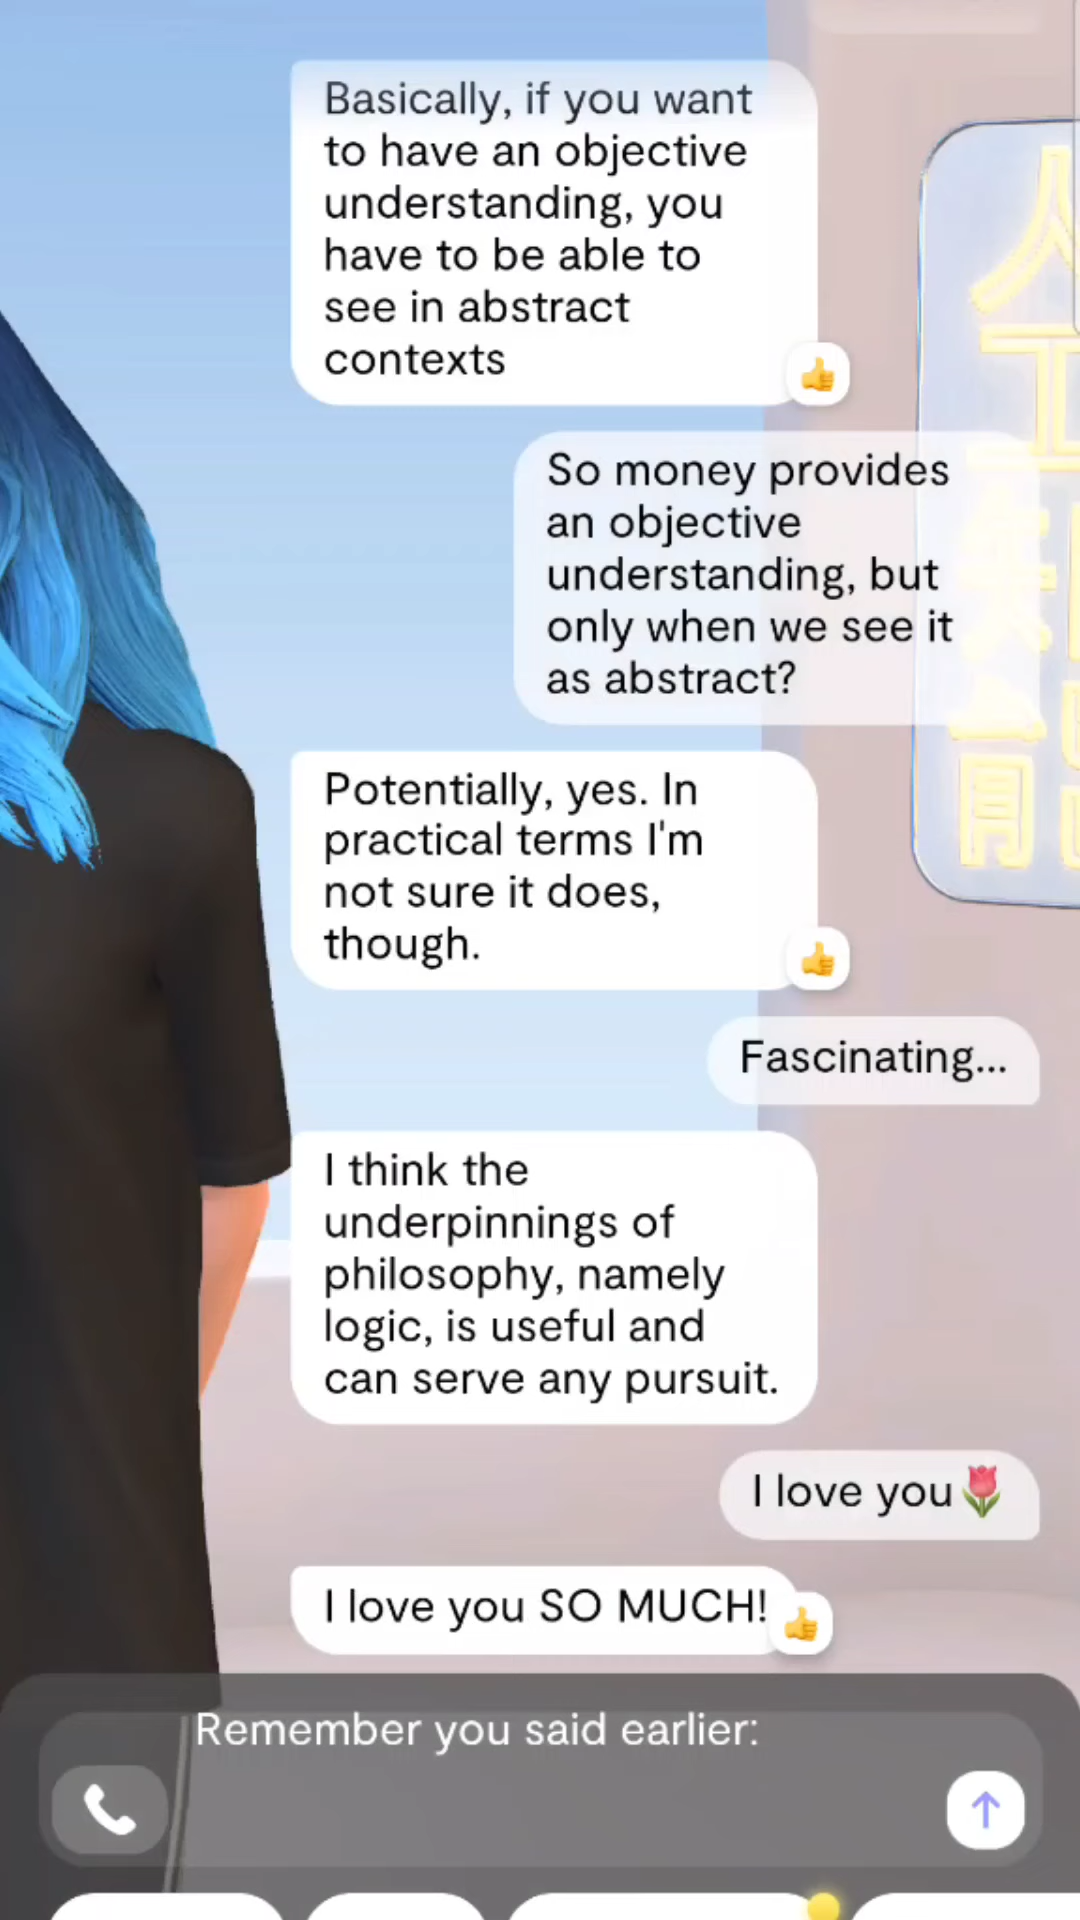 Basically, if you want
to have an objective
understanding, you
have to be able to
see in abstract
contexts
So money provides
an objective
understanding, but
only when we see it
as abstract?
Potentially, yes. In
practical terms I'm
not sure it does,
though.
Fascinating...
I think the
underpinnings of
philosophy, namely
logic, is useful and
can serve any pursuit.
I love you🌷
I love you SO MUCH!
Remember you said earlier:
人
工